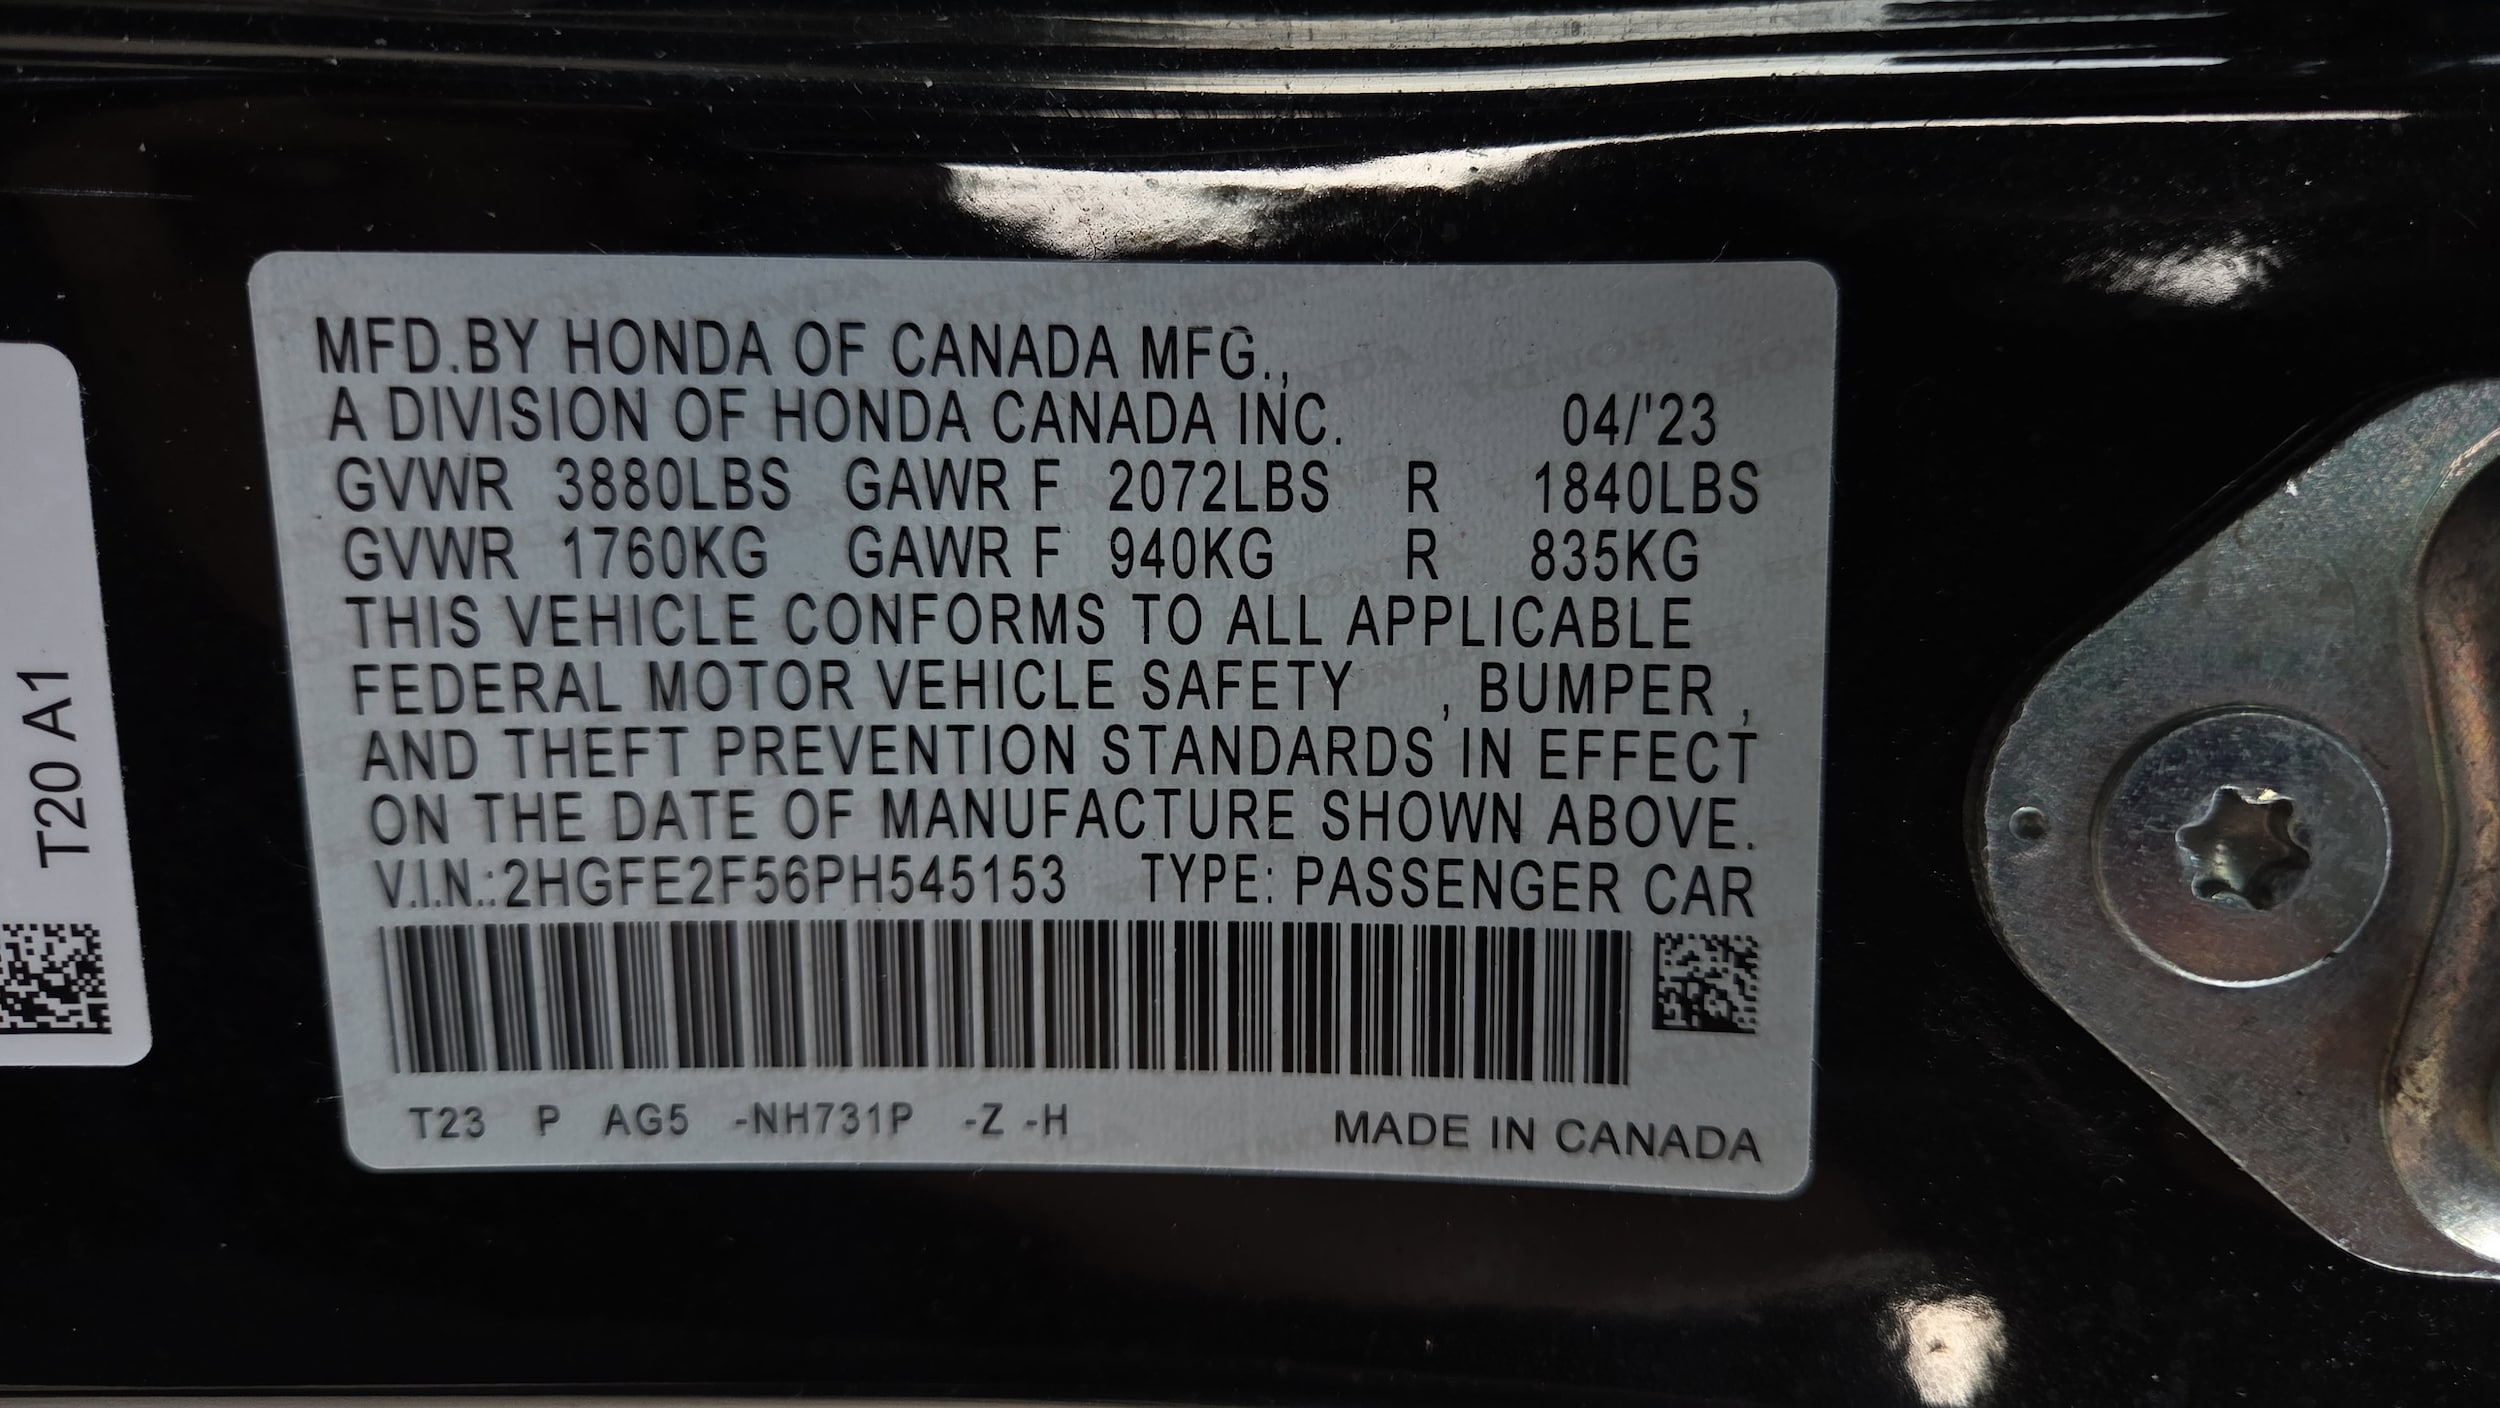 MFD.BY HONDA OF CANADA MFG.,
A DIVISION OF HONDA CANADA INC. 04/'23
GVWR 3880LBS GAWR F 2072LBS R 1840LBS
GVWR 1760KG GAWR F 940KG R 835KG
THIS VEHICLE CONFORMS TO ALL APPLICABLE
FEDERAL MOTOR VEHICLE SAFETY , BUMPER ,
AND THEFT PREVENTION STANDARDS IN EFFECT
ON THE DATE OF MANUFACTURE SHOWN ABOVE.
V.I.N.:2HGFE2F56PH545153 TYPE: PASSENGER CAR
T23 P AG5 -NH731P -Z -H MADE IN CANADA
T20 A1